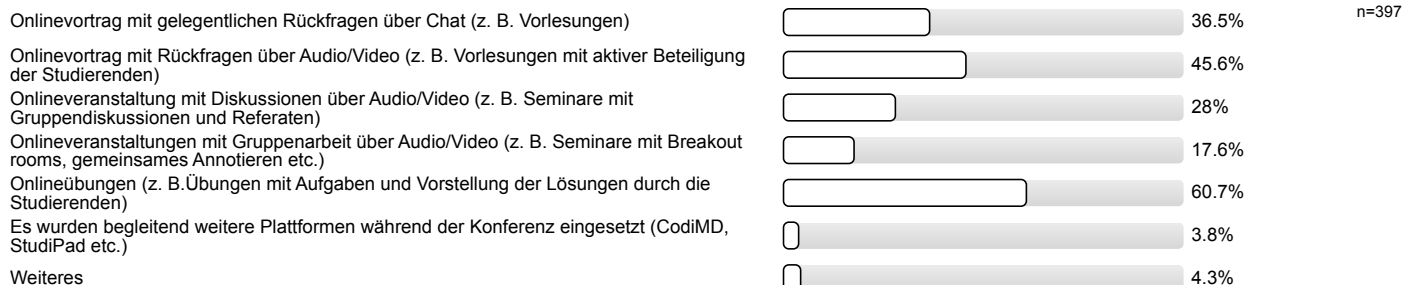 Onlinevortrag mit gelegentlichen Rückfragen über Chat (z. B. Vorlesungen) 36.5% n=397
Onlinevortrag mit Rückfragen über Audio/Video (z. B. Vorlesungen mit aktiver Beteiligung
der Studierenden) 45.6%
Onlineveranstaltung mit Diskussionen über Audio/Video (z. B. Seminare mit
Gruppendiskussionen und Referaten) 28%
Onlineveranstaltungen mit Gruppenarbeit über Audio/Video (z. B. Seminare mit Breakout
rooms, gemeinsames Annotieren etc.) 17.6%
Onlineübungen (z. B.Übungen mit Aufgaben und Vorstellung der Lösungen durch die
Studierenden) 60.7%
Es wurden begleitend weitere Plattformen während der Konferenz eingesetzt (CodiMD,
StudiPad etc.) 3.8%
Weiteres 4.3%